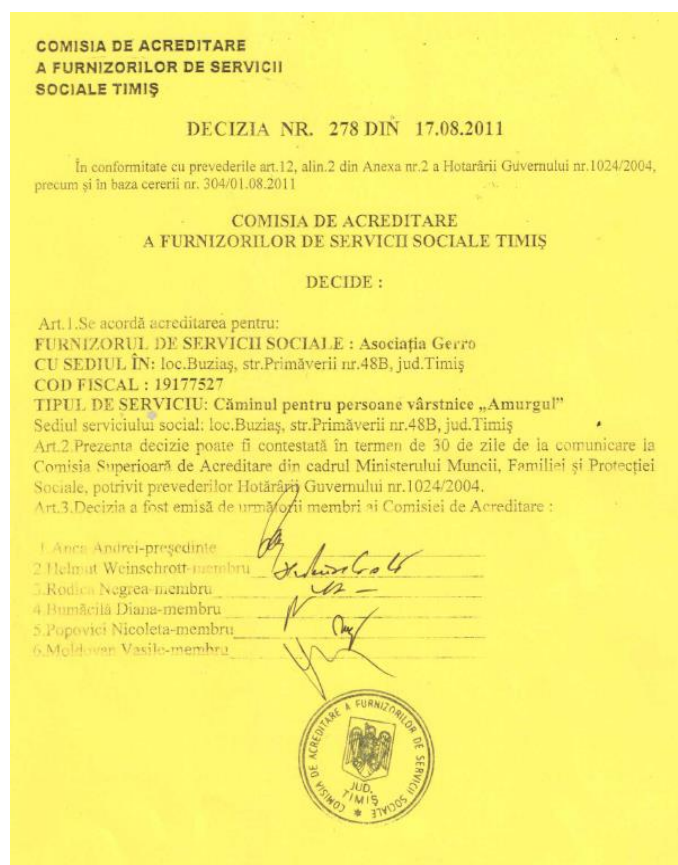 COMISIA DE ACREDITARE
A FURNIZORILOR DE SERVICII
SOCIALE TIMIŞ
DECIZIA NR. 278 DIN 17.08.2011
În conformitate cu prevederile art.12, alin.2 din Anexa nr.2 a Hotarârii Guvernului nr.1024/2004,
precum şi în baza cererii nr. 304/01.08.2011
COMISIA DE ACREDITARE
A FURNIZORILOR DE SERVICII SOCIALE TIMIŞ
DECIDE :
Art.1.Se acordă acreditarea pentru:
FURNIZORUL DE SERVICII SOCIALE : Asociaţia Gerro
CU SEDIUL ÎN: loc.Buziaş, str.Primăverii nr.48B, jud.Timiş
COD FISCAL : 19177527
TIPUL DE SERVICIU: Căminul pentru persoane vârstnice „Amurgul”
Sediul serviciului social: loc.Buziaş, str.Primăverii nr.48B, jud.Timiş
Art.2.Prezenta decizie poate fi contestată în termen de 30 de zile de la comunicare la
Comisia Superioară de Acreditare din cadrul Ministerului Muncii, Familiei şi Protecţiei
Sociale, potrivit prevederilor Hotărârii Guvernului nr.1024/2004.
Art.3.Decizia a fost emisă de următorii membri ai Comisiei de Acreditare :
1.Anca Andrei-preşedinte
2.Helmut Weinschrott-membru
3.Rodica Negrea-membru
4.Bumăcilă Diana-membru
5.Popovici Nicoleta-membru
6.Moldovan Vasile-membru
COMISIA DE ACREDITARE A FURNIZORILOR DE SERVICII SOCIALE
JUD.
TIMIŞ